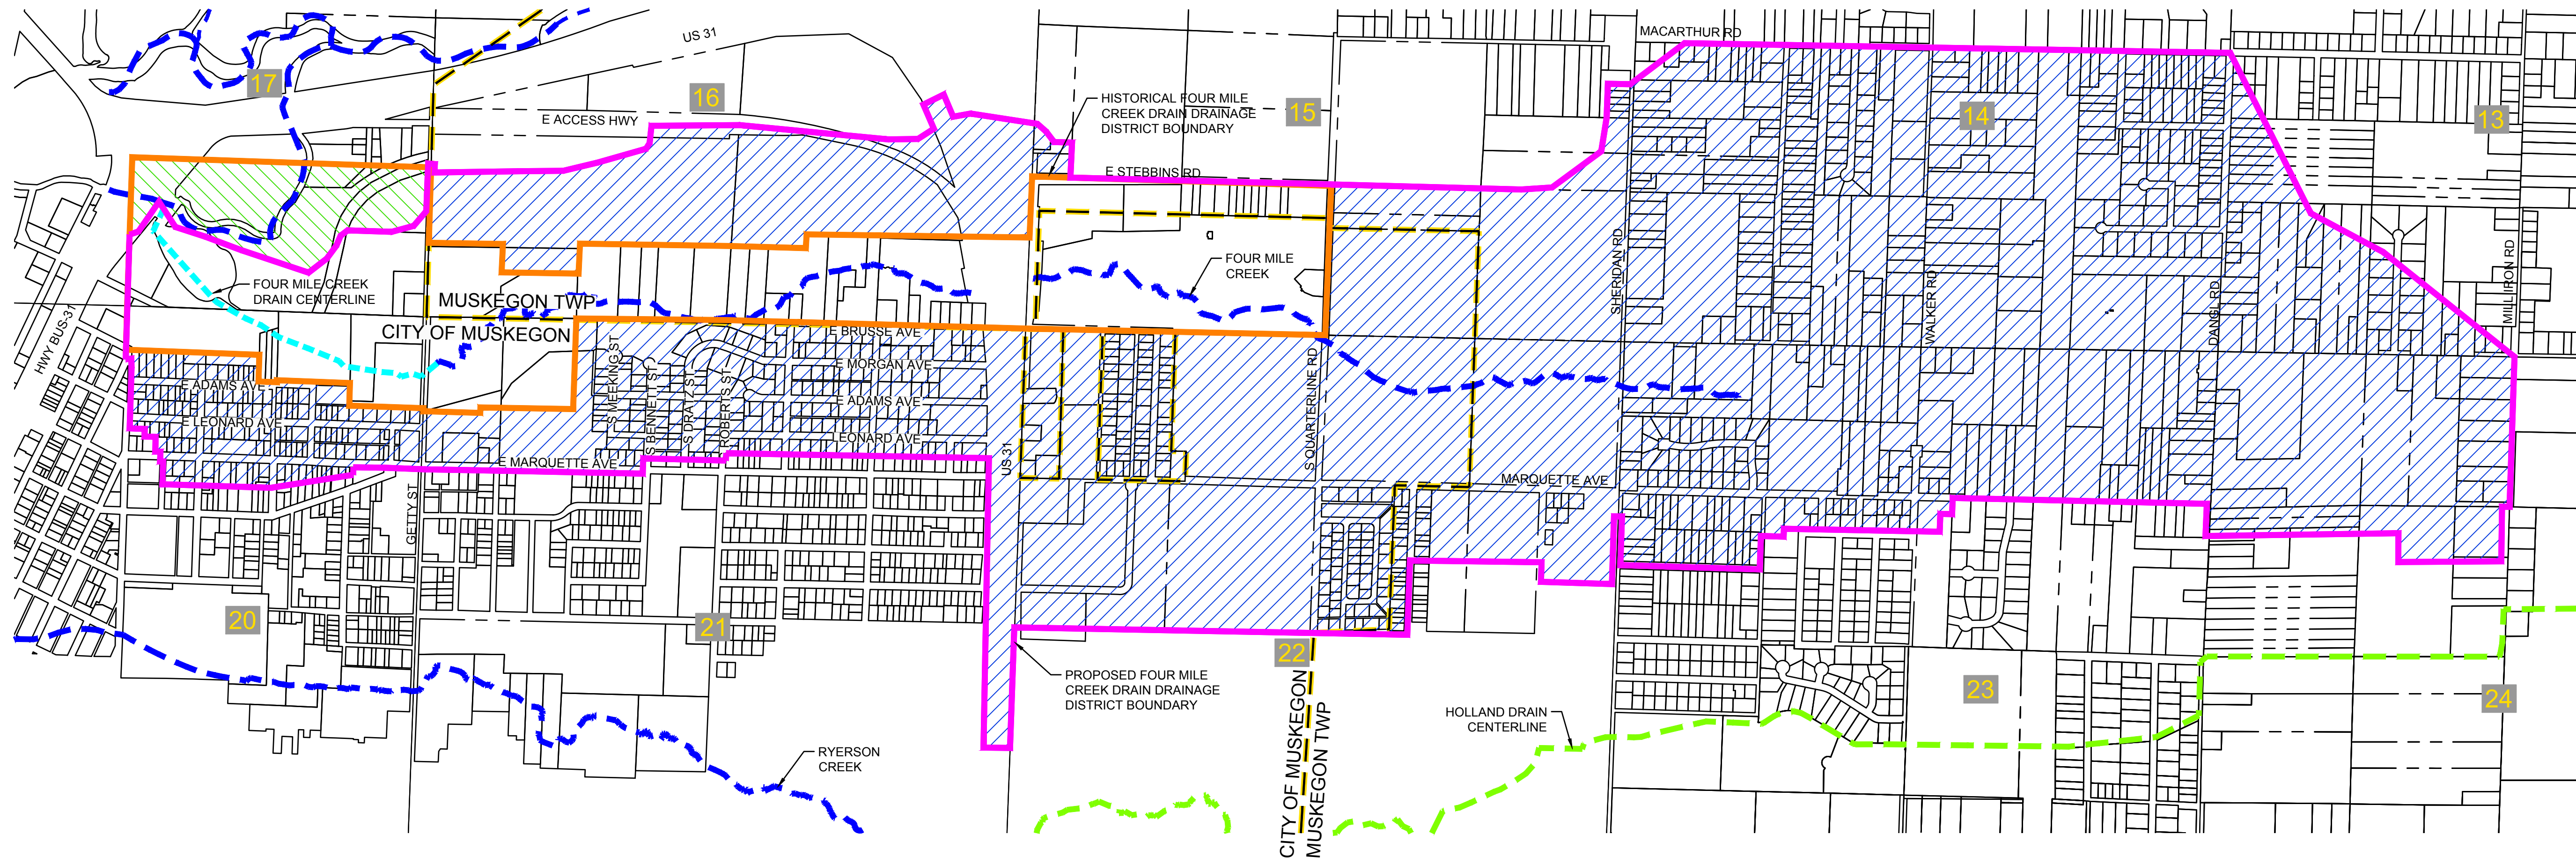 MACARTHUR RD
US 31
17
16
HISTORICAL FOUR MILE
CREEK DRAIN DRAINAGE
DISTRICT BOUNDARY
15
14
13
E ACCESS HWY
E STEBBINS RD
FOUR MILE CREEK
DRAIN CENTERLINE
FOUR MILE
CREEK
SHERIDAN RD
WALKER RD
DANGL RD
MILL IRON RD
HWY BUS-31
MUSKEGON TWP
CITY OF MUSKEGON
E BRUSSE AVE
E MORGAN AVE
E ADAMS AVE
E ADAMS AVE
E LEONARD AVE
LEONARD AVE
S MEEKING ST
S BENNETT ST
S DRATZ ST
ROBERTS ST
E MARQUETTE AVE
US 31
S QUARTERLINE RD
MARQUETTE AVE
GETTY ST
20
21
22
23
24
PROPOSED FOUR MILE
CREEK DRAIN DRAINAGE
DISTRICT BOUNDARY
CITY OF MUSKEGON
MUSKEGON TWP
HOLLAND DRAIN
CENTERLINE
RYERSON
CREEK